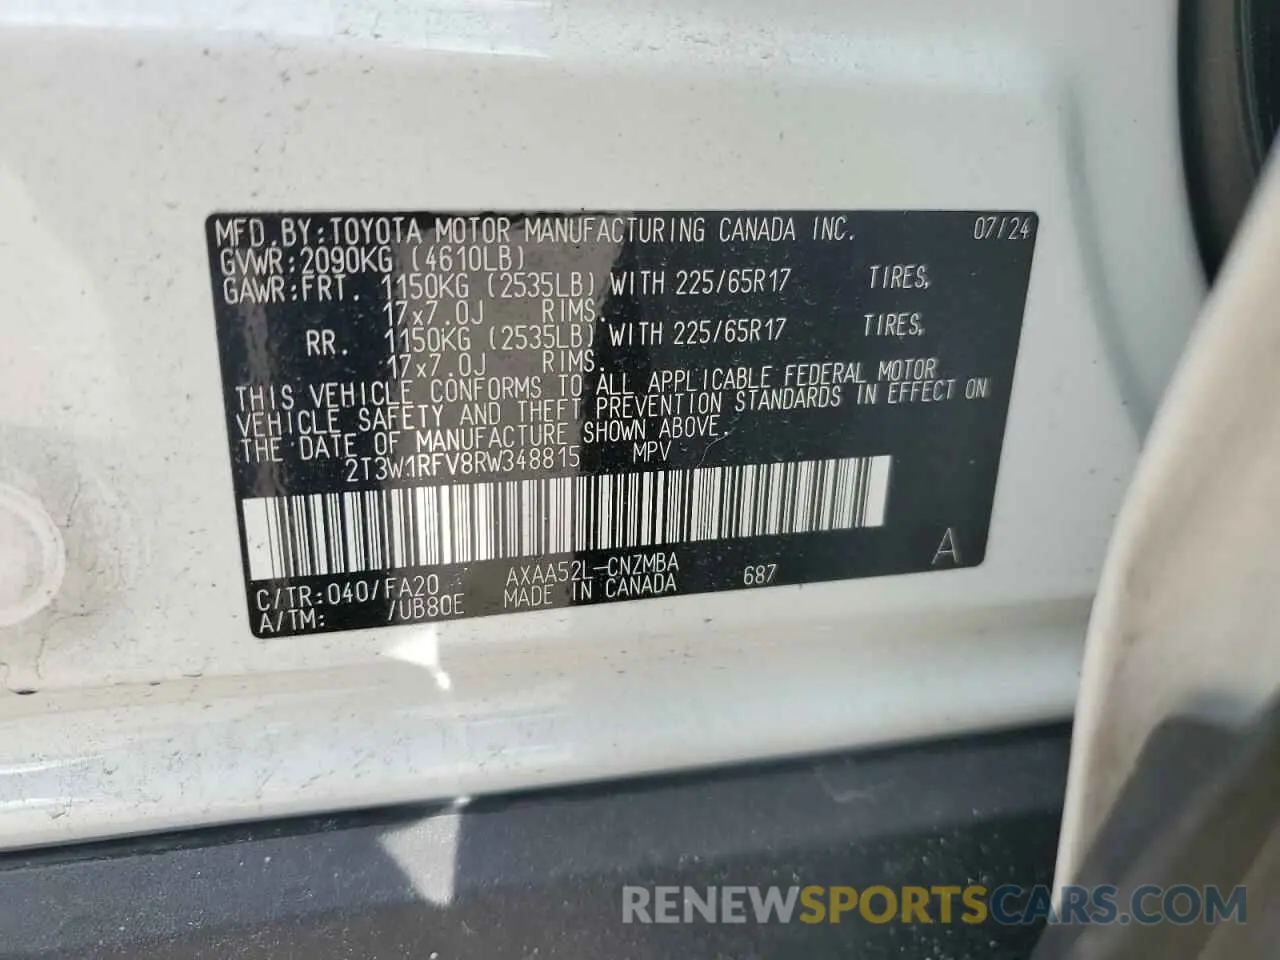 MFD.BY:TOYOTA MOTOR MANUFACTURING CANADA INC. 07/24
GVWR:2090KG (4610LB)
GAWR:FRT. 1150KG (2535LB) WITH 225/65R17 TIRES,
17x7.0J RIMS.
RR. 1150KG (2535LB) WITH 225/65R17 TIRES,
17x7.0J RIMS.
THIS VEHICLE CONFORMS TO ALL APPLICABLE FEDERAL MOTOR
VEHICLE SAFETY AND THEFT PREVENTION STANDARDS IN EFFECT ON
THE DATE OF MANUFACTURE SHOWN ABOVE.
2T3W1RFV8RW348815 MPV
A
C/TR:040/FA20 AXAA52L-CNZMBA 687
A/TM: /UB80E MADE IN CANADA
RENEWSPORTSCARS.COM